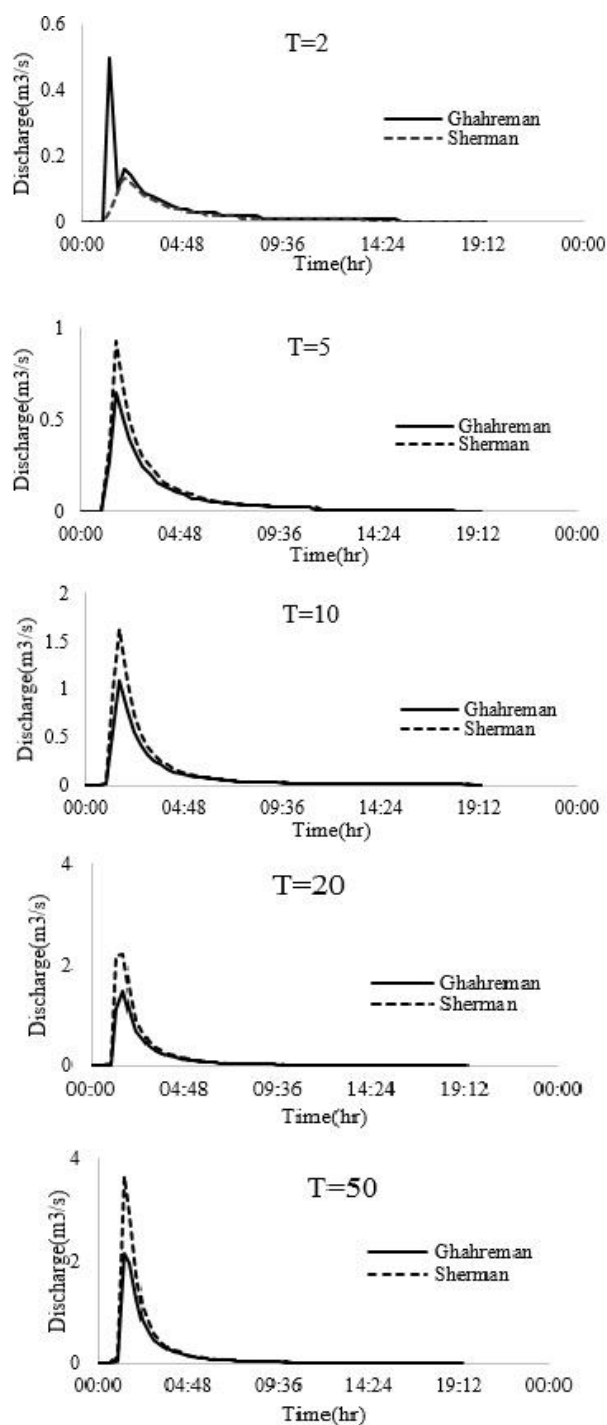 T=2
Discharge(m3/s)
0.6
0.4
0.2
0
Ghahreman
Sherman
00:00 04:48 09:36 14:24 19:12 00:00
Time(hr)
T=5
Discharge(m3/s)
1
0.5
0
Ghahreman
Sherman
00:00 04:48 09:36 14:24 19:12 00:00
Time(hr)
T=10
Discharge(m3/s)
2
1.5
1
0.5
0
Ghahreman
Sherman
00:00 04:48 09:36 14:24 19:12 00:00
Time(hr)
T=20
Discharge(m3/s)
4
2
0
Ghahreman
Sherman
00:00 04:48 09:36 14:24 19:12 00:00
Time(hr)
T=50
Discharge(m3/s)
4
2
0
Ghahreman
Sherman
00:00 04:48 09:36 14:24 19:12 00:00
Time(hr)